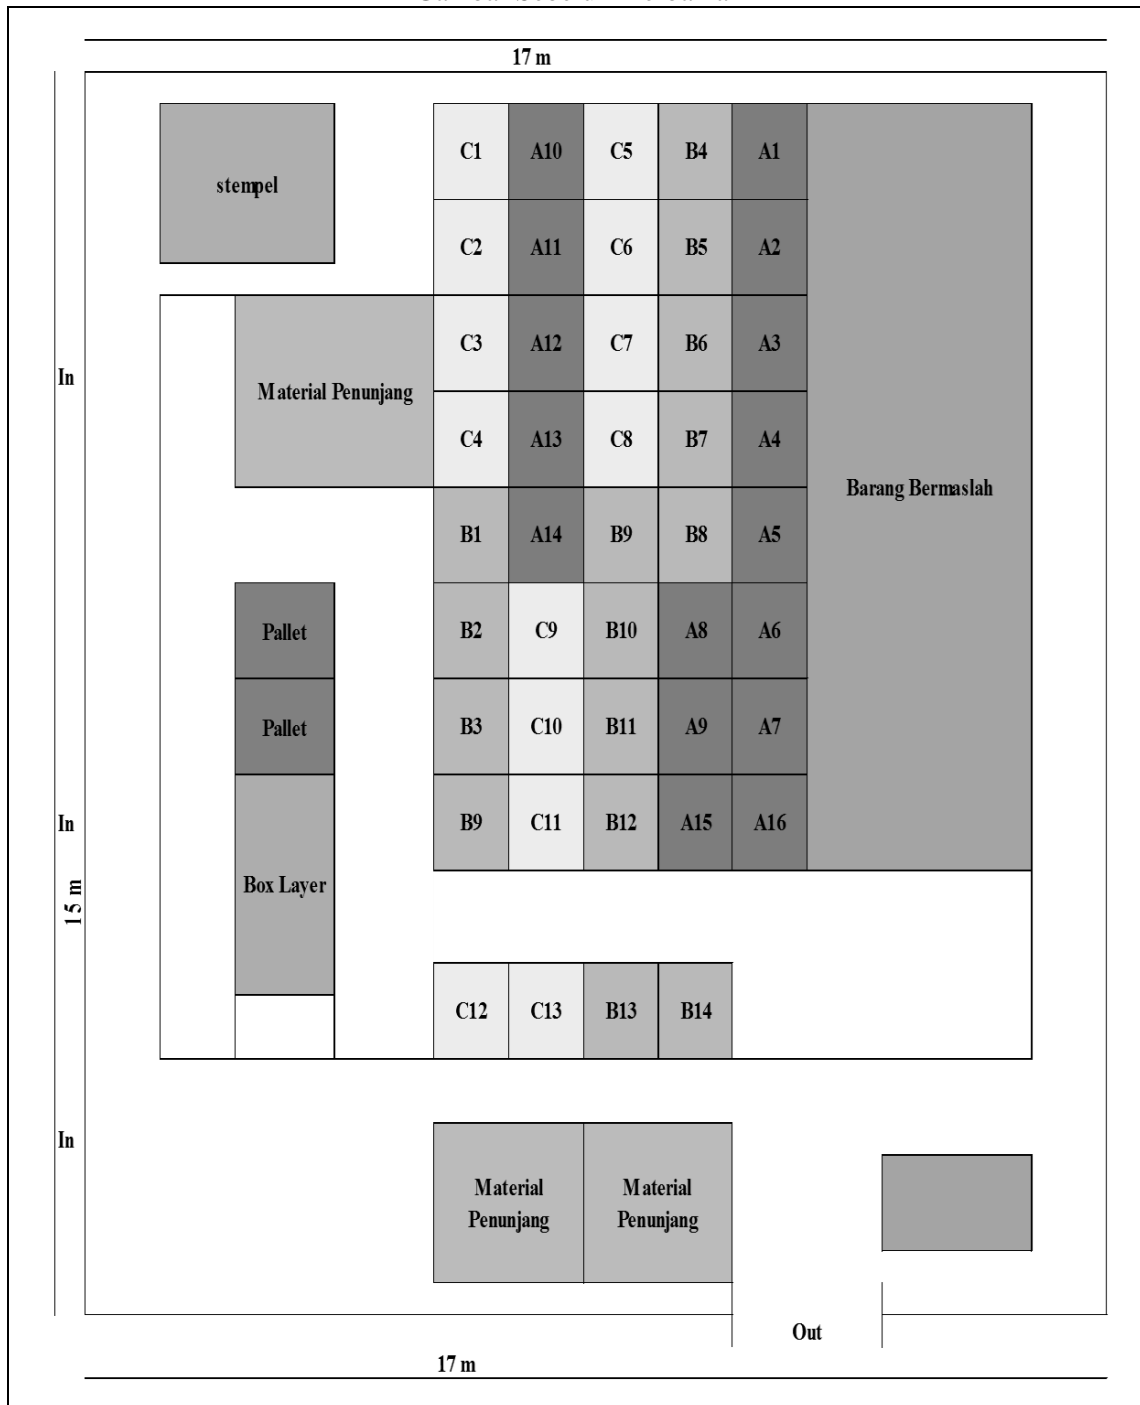 17 m
C1 A10 C5 B4 A1
stempel
C2 A11 C6 B5 A2
C3 A12 C7 B6 A3
In
Material Penunjang
C4 A13 C8 B7 A4
Barang Bermaslah
B1 A14 B9 B8 A5
Pallet B2 C9 B10 A8 A6
Pallet B3 C10 B11 A9 A7
In B9 C11 B12 A15 A16
Box Layer
15 m
C12 C13 B13 B14
In
Material
Penunjang
Material
Penunjang
Out
17 m